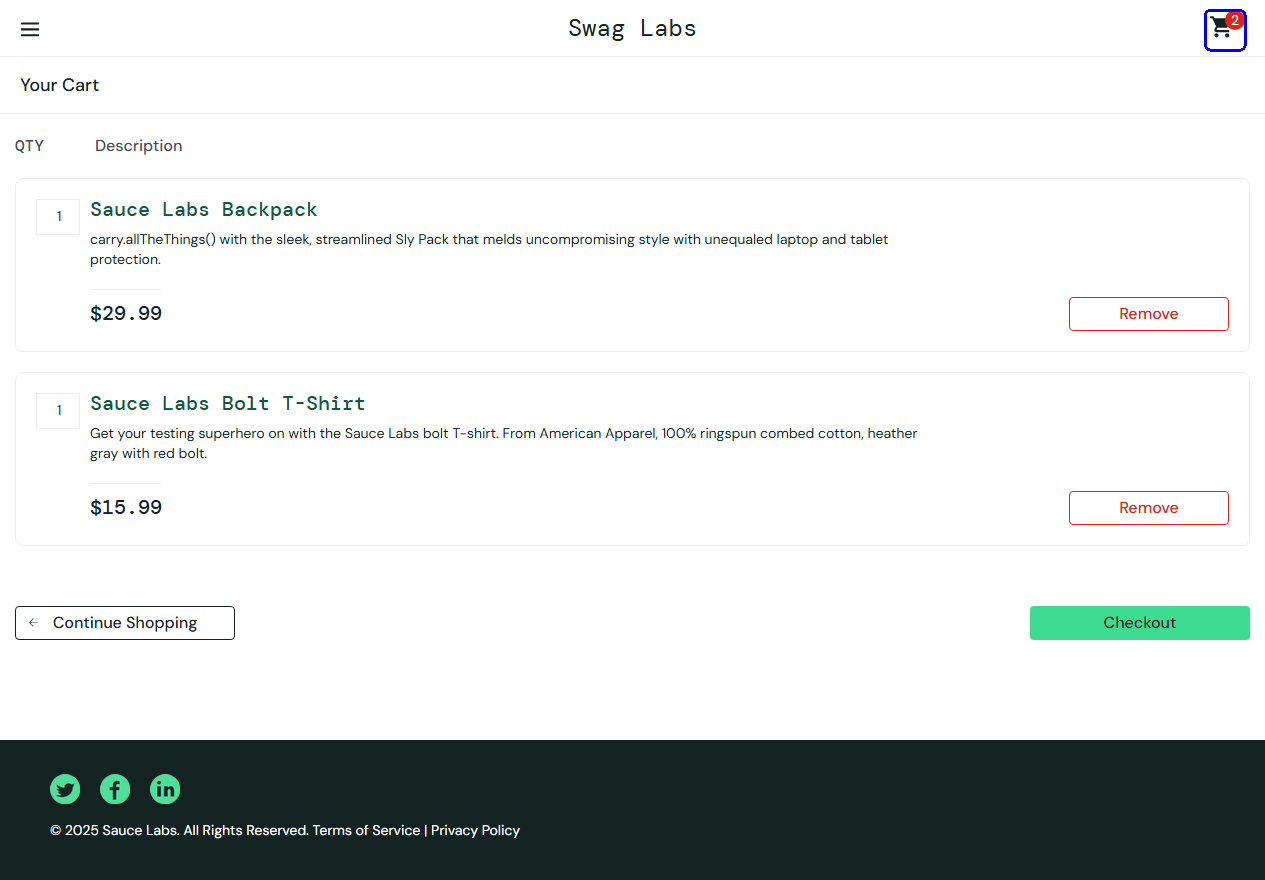 Swag Labs
2
Your Cart
QTY Description
1
Sauce Labs Backpack
carry.allTheThings() with the sleek, streamlined Sly Pack that melds uncompromising style with unequaled laptop and tablet
protection.
$29.99
Remove
1
Sauce Labs Bolt T-Shirt
Get your testing superhero on with the Sauce Labs bolt T-shirt. From American Apparel, 100% ringspun combed cotton, heather
gray with red bolt.
$15.99
Remove
Continue Shopping
Checkout
© 2025 Sauce Labs. All Rights Reserved. Terms of Service | Privacy Policy